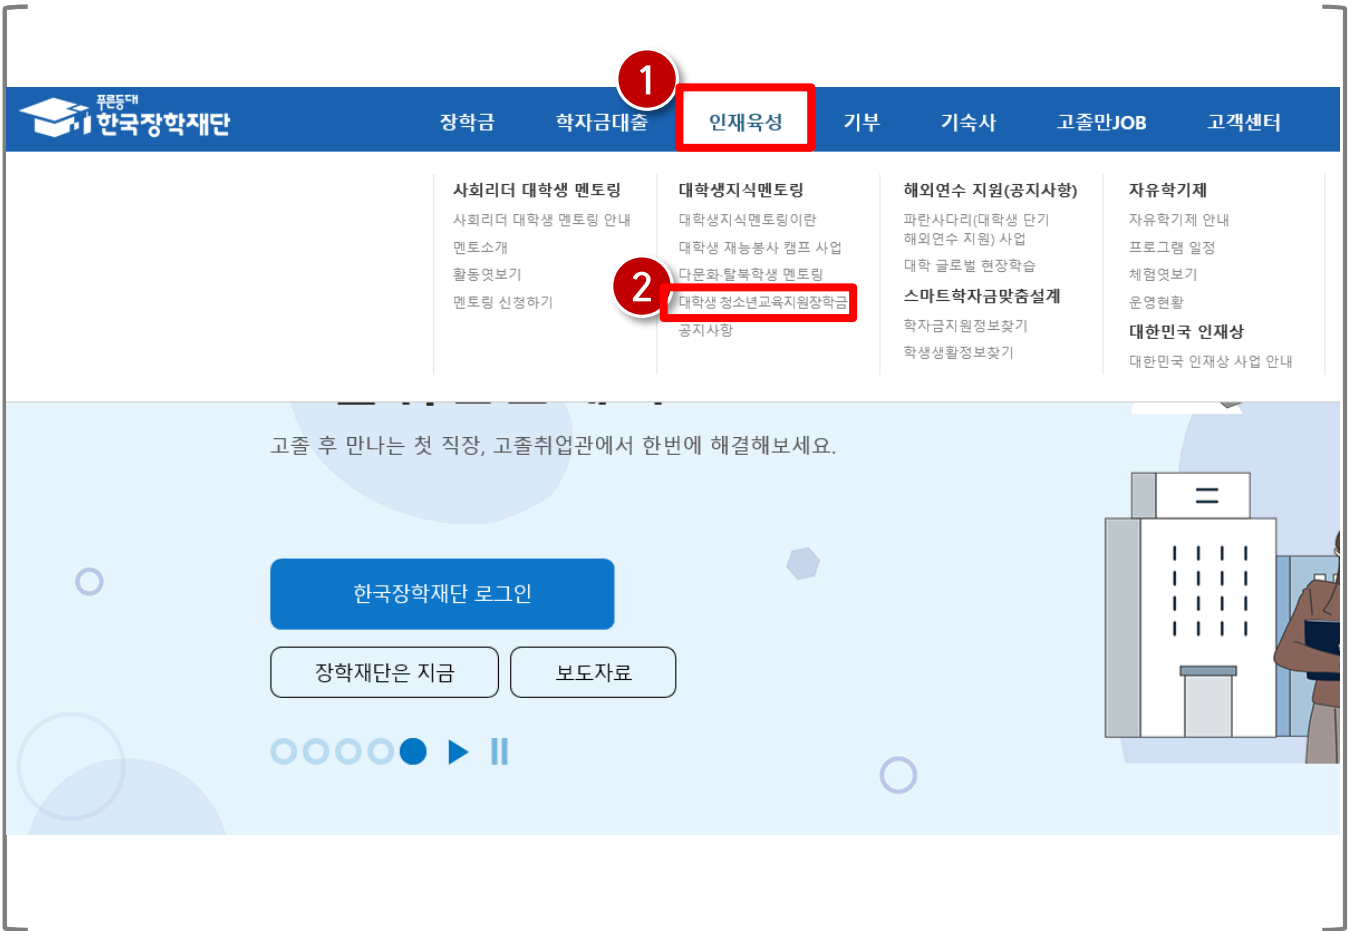 1
푸른등대
한국장학재단
장학금 학자금대출 인재육성 기부 기숙사 고졸만JOB 고객센터
사회리더 대학생 멘토링
사회리더 대학생 멘토링 안내
멘토소개
활동엿보기
멘토링 신청하기
대학생지식멘토링
대학생지식멘토링이란
대학생 재능봉사 캠프 사업
다문화·탈북학생 멘토링
2
대학생 청소년교육지원장학금
공지사항
해외연수 지원(공지사항)
파란사다리(대학생 단기
해외연수 지원) 사업
대학 글로벌 현장학습
스마트학자금맞춤설계
학자금지원정보찾기
학생생활정보찾기
자유학기제
자유학기제 안내
프로그램 일정
체험엿보기
운영현황
대한민국 인재상
대한민국 인재상 사업 안내
고졸 후 만나는 첫 직장, 고졸취업관에서 한번에 해결해보세요.
한국장학재단 로그인
장학재단은 지금
보도자료